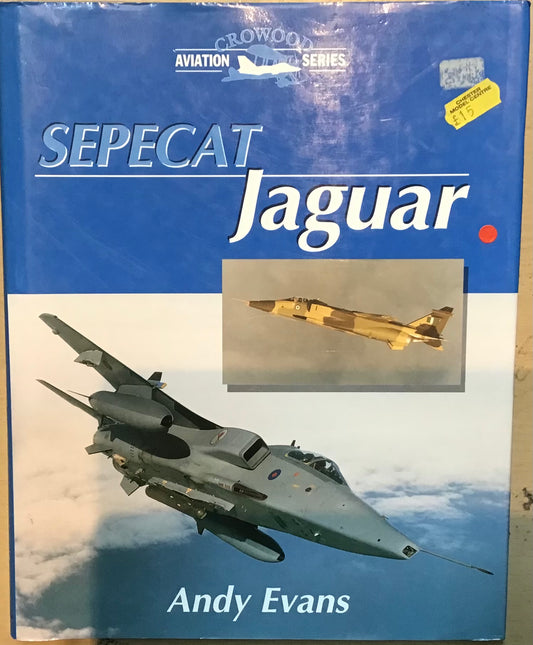 CROWOOD
AVIATION SERIES
CHESTER
MODEL CENTRE
£15
SEPECAT
Jaguar
Andy Evans